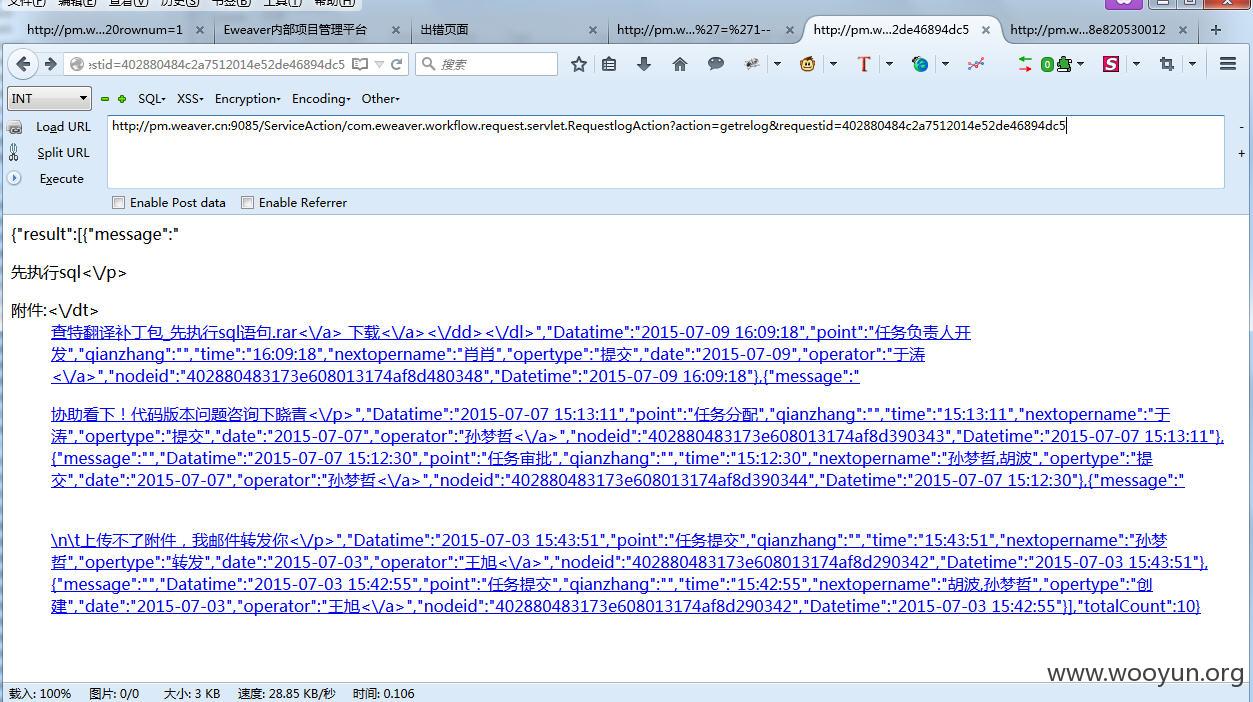 文件(F) 编辑(E) 查看(V) 历史(S) 书签(B) 工具(T) 帮助(H)
http://pm.w...20rownum=1 × Eweaver内部项目管理平台 × 出错页面 × http://pm.w...%27=%271-- × http://pm.w...2de46894dc5 × http://pm.w...8e820530012 × +
estid=402880484c2a7512014e52de46894dc5 搜索
INT SQL XSS Encryption Encoding Other
Load URL http://pm.weaver.cn:9085/ServiceAction/com.eweaver.workflow.request.servlet.RequestlogAction?action=getrelog&requestid=402880484c2a7512014e52de46894dc5
Split URL
Execute
Enable Post data Enable Referrer
{"result":[{"message":"
先执行sql<\/p>
附件:<\/dt>
查特翻译补丁包_先执行sql语句.rar<\/a> 下载<\/a><\/dd><\/dl>","Datatime":"2015-07-09 16:09:18","point":"任务负责人开
发","qianzhang":"","time":"16:09:18","nextopername":"肖肖","opertype":"提交","date":"2015-07-09","operator":"于涛
<\/a>","nodeid":"402880483173e608013174af8d480348","Datetime":"2015-07-09 16:09:18"},{"message":"
协助看下！代码版本问题咨询下晓青<\/p>","Datatime":"2015-07-07 15:13:11","point":"任务分配","qianzhang":"","time":"15:13:11","nextopername":"于
涛","opertype":"提交","date":"2015-07-07","operator":"孙梦哲<\/a>","nodeid":"402880483173e608013174af8d390343","Datetime":"2015-07-07 15:13:11"},
{"message":"","Datatime":"2015-07-07 15:12:30","point":"任务审批","qianzhang":"","time":"15:12:30","nextopername":"孙梦哲,胡波","opertype":"提
交","date":"2015-07-07","operator":"孙梦哲<\/a>","nodeid":"402880483173e608013174af8d390344","Datetime":"2015-07-07 15:12:30"},{"message":"
\n\t上传不了附件，我邮件转发你<\/p>","Datatime":"2015-07-03 15:43:51","point":"任务提交","qianzhang":"","time":"15:43:51","nextopername":"孙梦
哲","opertype":"转发","date":"2015-07-03","operator":"王旭<\/a>","nodeid":"402880483173e608013174af8d290342","Datetime":"2015-07-03 15:43:51"},
{"message":"","Datatime":"2015-07-03 15:42:55","point":"任务提交","qianzhang":"","time":"15:42:55","nextopername":"胡波,孙梦哲","opertype":"创
建","date":"2015-07-03","operator":"王旭<\/a>","nodeid":"402880483173e608013174af8d290342","Datetime":"2015-07-03 15:42:55"}],"totalCount":10}
www.wooyun.org
载入: 100% 图片: 0/0 大小: 3 KB 速度: 28.85 KB/秒 时间: 0.106